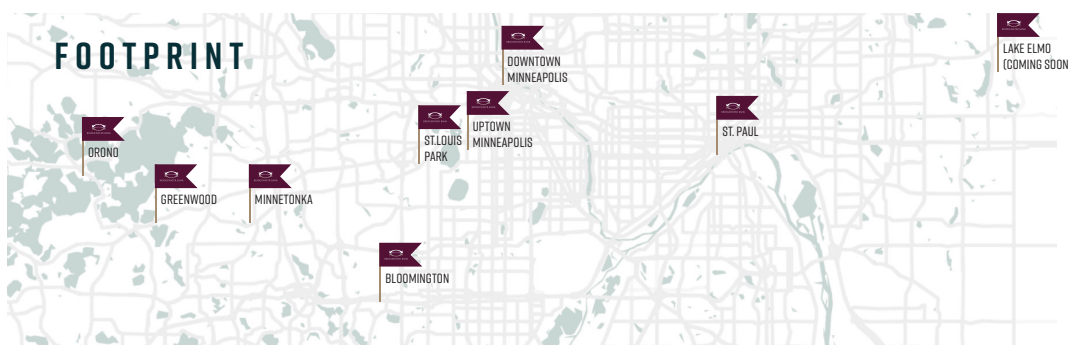 FOOTPRINT
DOWNTOWN
MINNEAPOLIS
LAKE ELMO
(COMING SOON
ORONO
ST.LOUIS
PARK
UPTOWN
MINNEAPOLIS
ST. PAUL
GREENWOOD
MINNETONKA
BLOOMINGTON